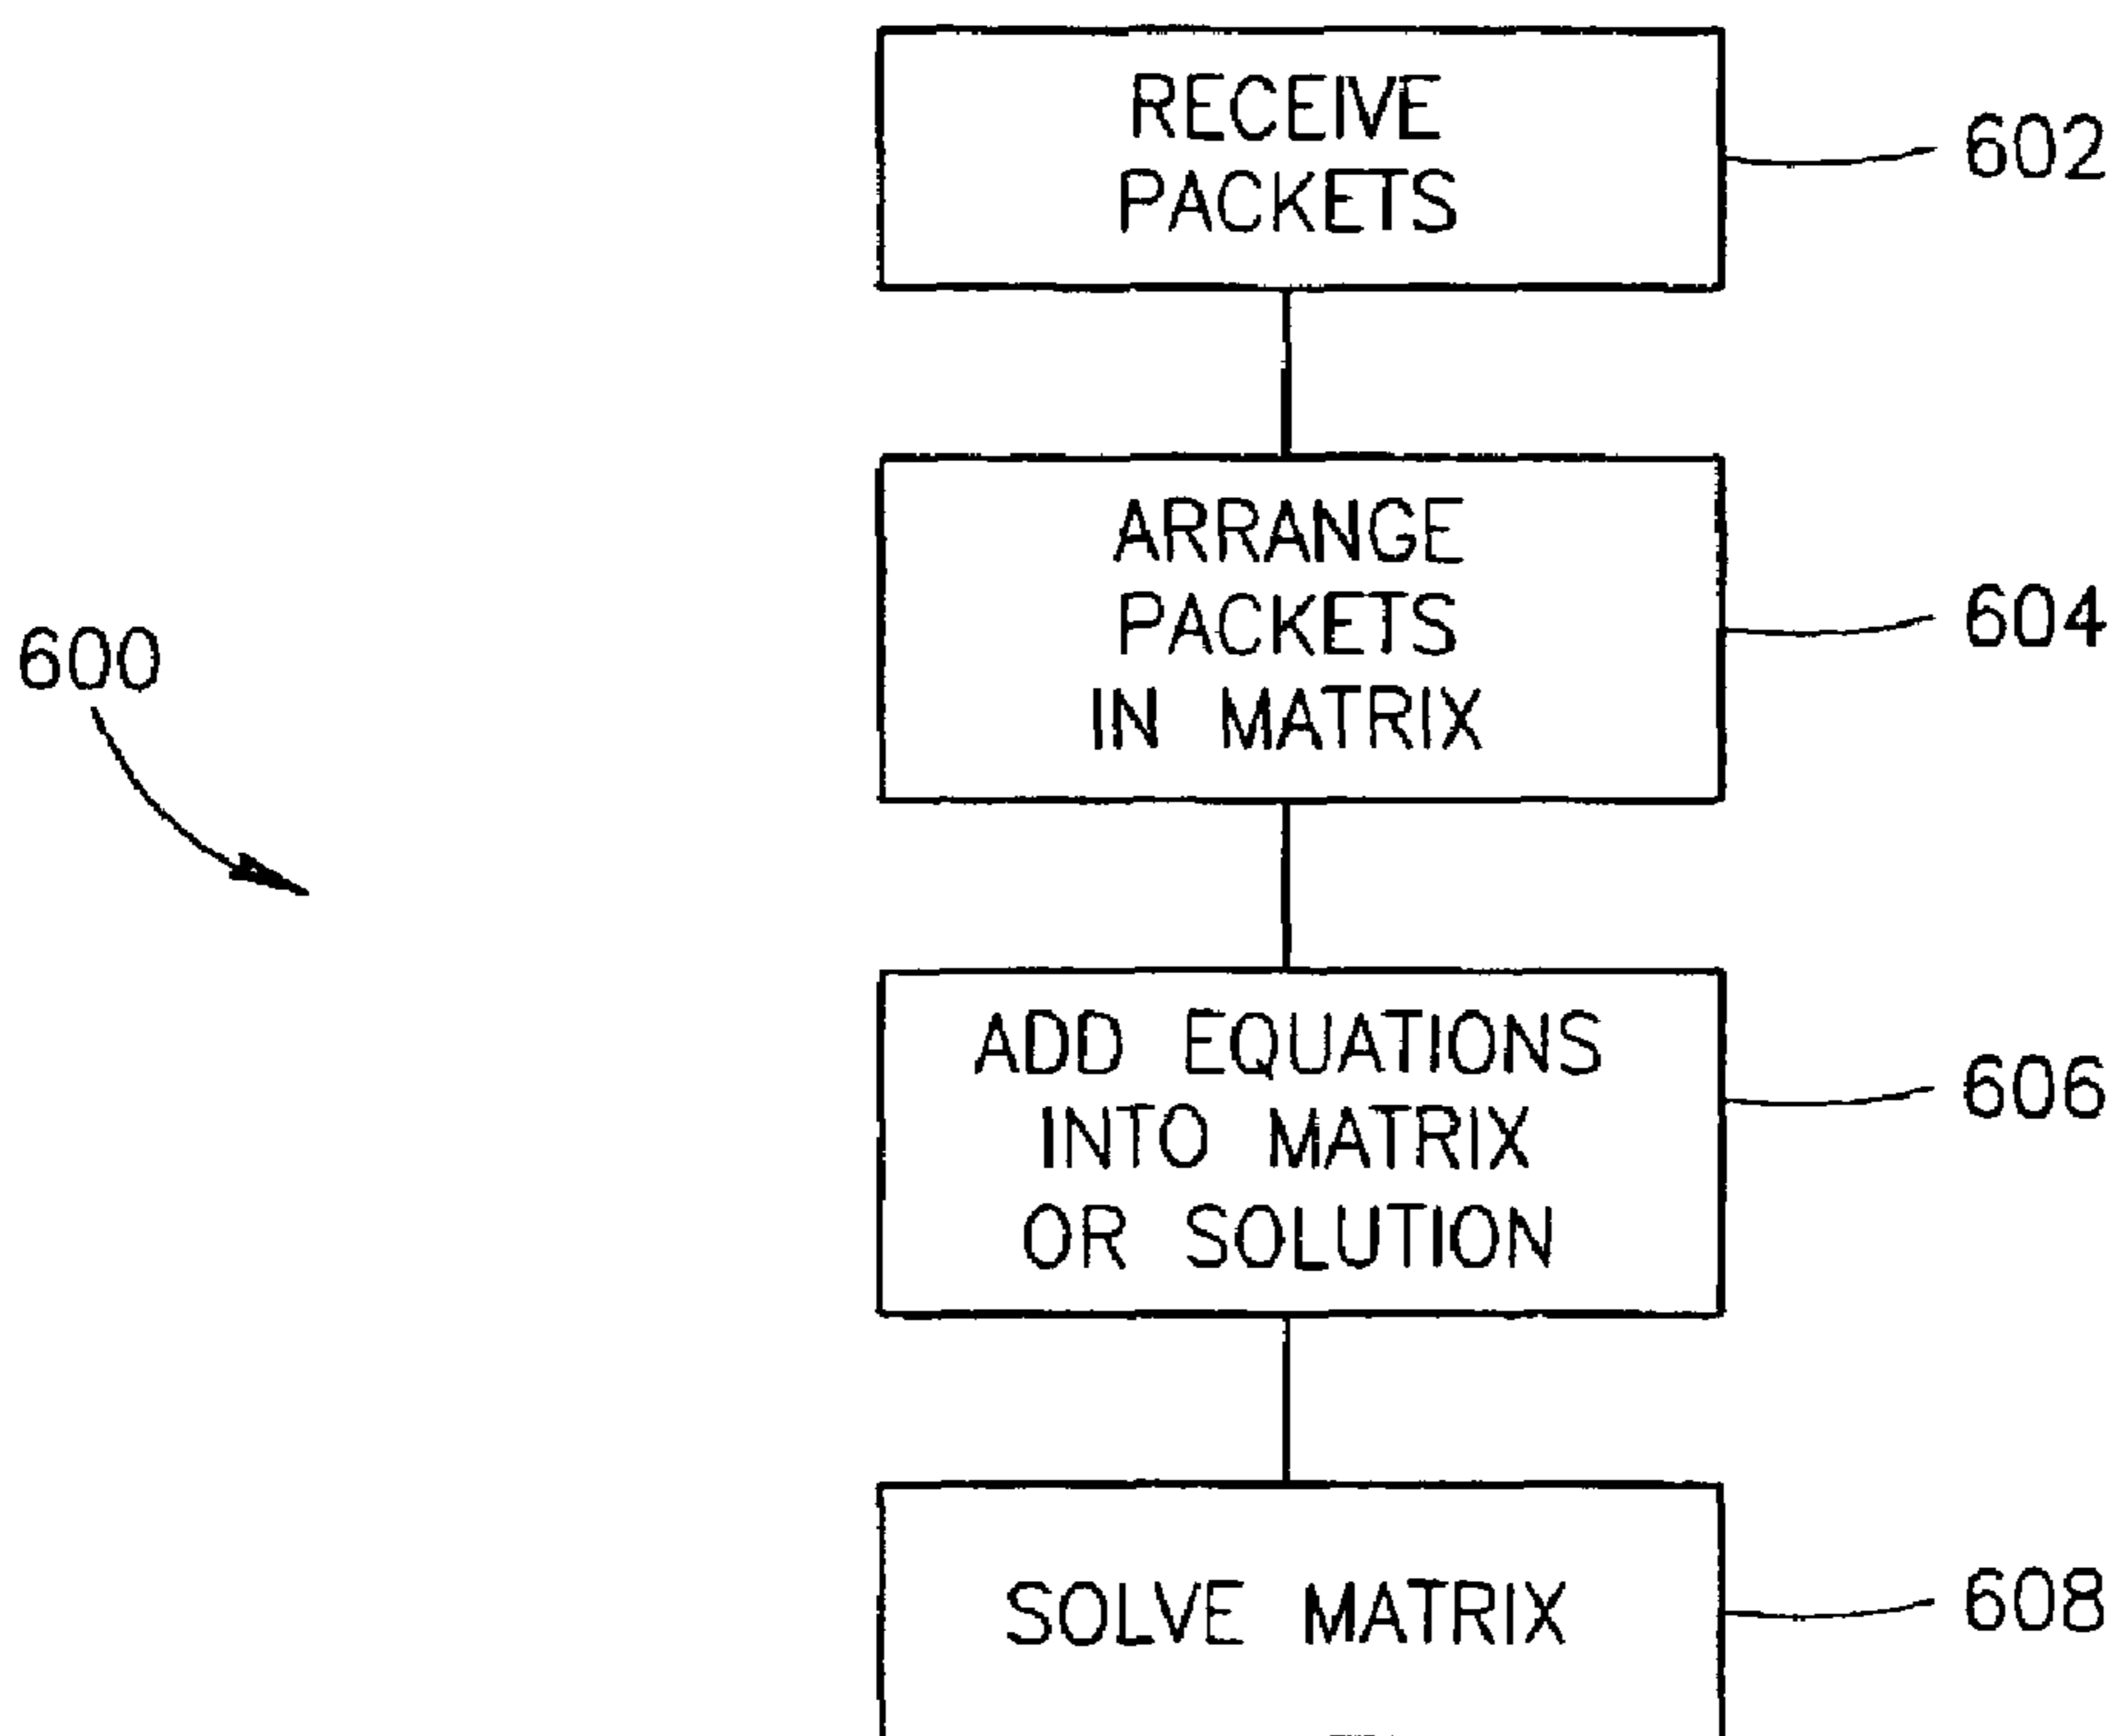 RECEIVE
PACKETS
602
ARRANGE
PACKETS
IN MATRIX
604
600
ADD EQUATIONS
INTO MATRIX
OR SOLUTION
606
SOLVE MATRIX
608